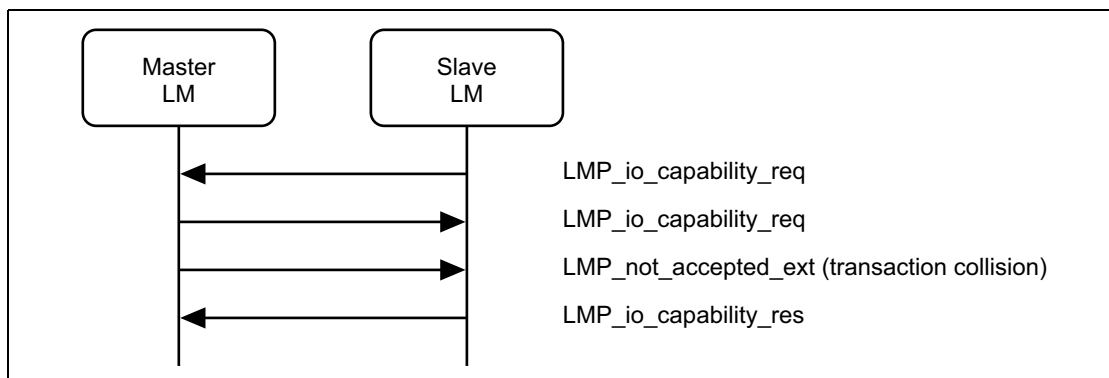 Master
LM
Slave
LM
LMP_io_capability_req
LMP_io_capability_req
LMP_not_accepted_ext (transaction collision)
LMP_io_capability_res